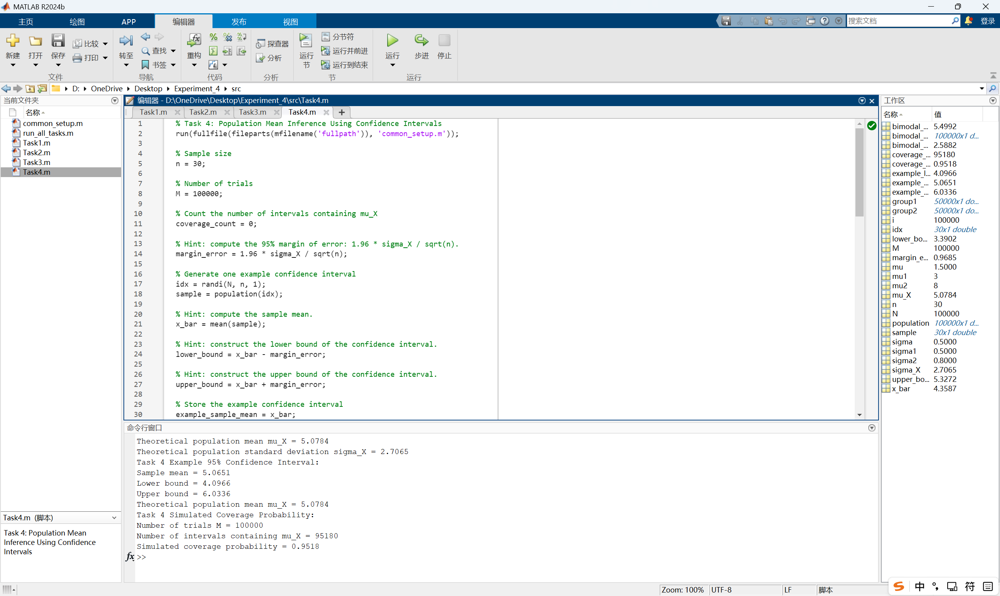 MATLAB R2024b
主页 绘图 APP 编辑器 发布 视图
搜索文档 登录
新建 打开 保存 比较 打印
转至 查找 书签
重构
探查器 分析
运行节 分节符 运行并前进 运行到结束
运行 步进 停止
文件 导航 代码 分析 节 运行
D: OneDrive Desktop Experiment_4 src
当前文件夹
名称
common_setup.m
run_all_tasks.m
Task1.m
Task2.m
Task3.m
Task4.m
Task4.m (脚本)
Task 4: Population Mean
Inference Using Confidence
Intervals
编辑器 - D:\OneDrive\Desktop\Experiment_4\src\Task4.m
Task1.m Task2.m Task3.m Task4.m
1 % Task 4: Population Mean Inference Using Confidence Intervals
2 run(fullfile(fileparts(mfilename('fullpath')), 'common_setup.m'));
3
4 % Sample size
5 n = 30;
6
7 % Number of trials
8 M = 100000;
9
10 % Count the number of intervals containing mu_X
11 coverage_count = 0;
12
13 % Hint: compute the 95% margin of error: 1.96 * sigma_X / sqrt(n).
14 margin_error = 1.96 * sigma_X / sqrt(n);
15
16 % Generate one example confidence interval
17 idx = randi(N, n, 1);
18 sample = population(idx);
19
20 % Hint: compute the sample mean.
21 x_bar = mean(sample);
22
23 % Hint: construct the lower bound of the confidence interval.
24 lower_bound = x_bar - margin_error;
25
26 % Hint: construct the upper bound of the confidence interval.
27 upper_bound = x_bar + margin_error;
28
29 % Store the example confidence interval
30 example_sample_mean = x_bar;
命令行窗口
Theoretical population mean mu_X = 5.0784
Theoretical population standard deviation sigma_X = 2.7065
Task 4 Example 95% Confidence Interval:
Sample mean = 5.0651
Lower bound = 4.0966
Upper bound = 6.0336
Theoretical population mean mu_X = 5.0784
Task 4 Simulated Coverage Probability:
Number of trials M = 100000
Number of intervals containing mu_X = 95180
Simulated coverage probability = 0.9518
fx >>
工作区
名称 值
bimodal_... 5.4992
bimodal_... 100000x1 d...
bimodal_... 2.5882
coverage_... 95180
coverage_... 0.9518
example_l... 4.0966
example_... 5.0651
example_... 6.0336
group1 50000x1 do...
group2 50000x1 do...
i 100000
idx 30x1 double
lower_bo... 3.3902
M 100000
margin_e... 0.9685
mu 1.5000
mu1 3
mu2 8
mu_X 5.0784
n 30
N 100000
population 100000x1 d...
sample 30x1 double
sigma 0.5000
sigma1 0.5000
sigma2 0.8000
sigma_X 2.7065
upper_bo... 5.3272
x_bar 4.3587
Zoom: 100% UTF-8 LF 脚本
S 中 °, 符